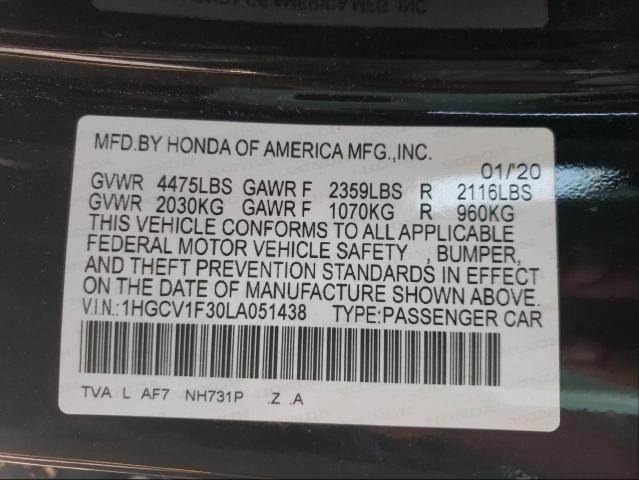 MFD.BY HONDA OF AMERICA MFG.,INC.
01/'20
GVWR 4475LBS GAWR F 2359LBS R 2116LBS
GVWR 2030KG GAWR F 1070KG R 960KG
THIS VEHICLE CONFORMS TO ALL APPLICABLE
FEDERAL MOTOR VEHICLE SAFETY , BUMPER,
AND THEFT PREVENTION STANDARDS IN EFFECT
ON THE DATE OF MANUFACTURE SHOWN ABOVE.
V.I.N.:1HGCV1F30LA051438 TYPE:PASSENGER CAR
TVA L AF7 NH731P .Z .A